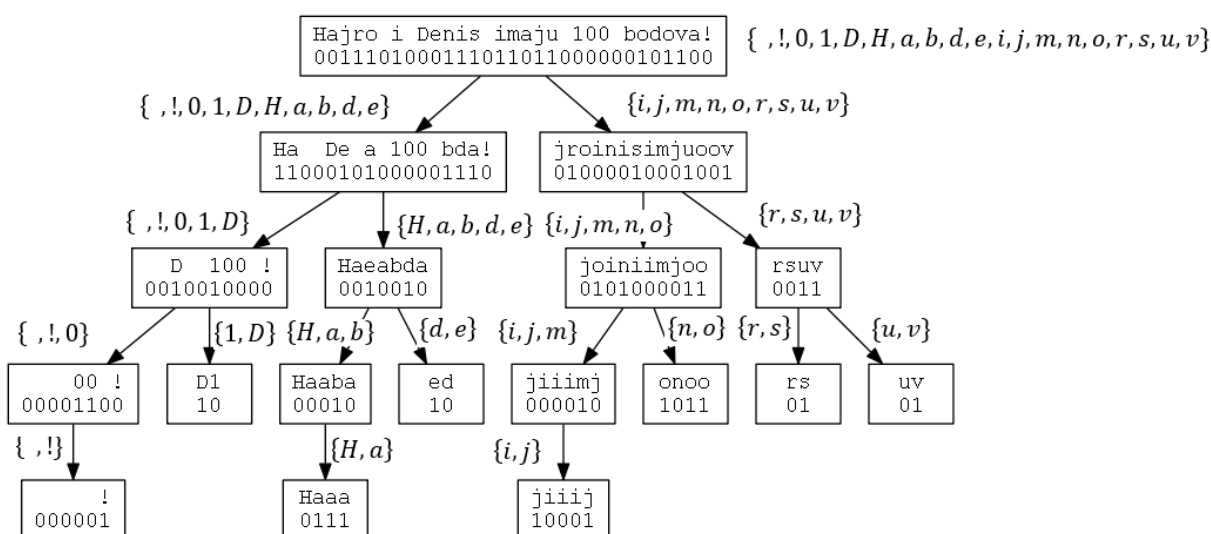 Hajro i Denis imaju 100 bodova!
0011101000111011011000000101100
{ ,!,0,1,D,H,a,b,d,e,i,j,m,n,o,r,s,u,v}
{ ,!,0,1,D,H,a,b,d,e}
{i,j,m,n,o,r,s,u,v}
Ha  De a 100 bda!
11000101000001110
jroinisimjuoov
01000010001001
{ ,!,0,1,D}
{H,a,b,d,e}
{i,j,m,n,o}
{r,s,u,v}
  D  100 !
0010010000
Haeabda
0010010
joiniimjoo
0101000011
rsuv
0011
{ ,!,0}
{1,D}
{H,a,b}
{d,e}
{i,j,m}
{n,o}
{r,s}
{u,v}
    00 !
00001100
D1
10
Haaba
00010
ed
10
jiiimj
000010
onoo
1011
rs
01
uv
01
{ ,!}
{H,a}
{i,j}
     !
000001
Haaa
0111
jiiij
10001